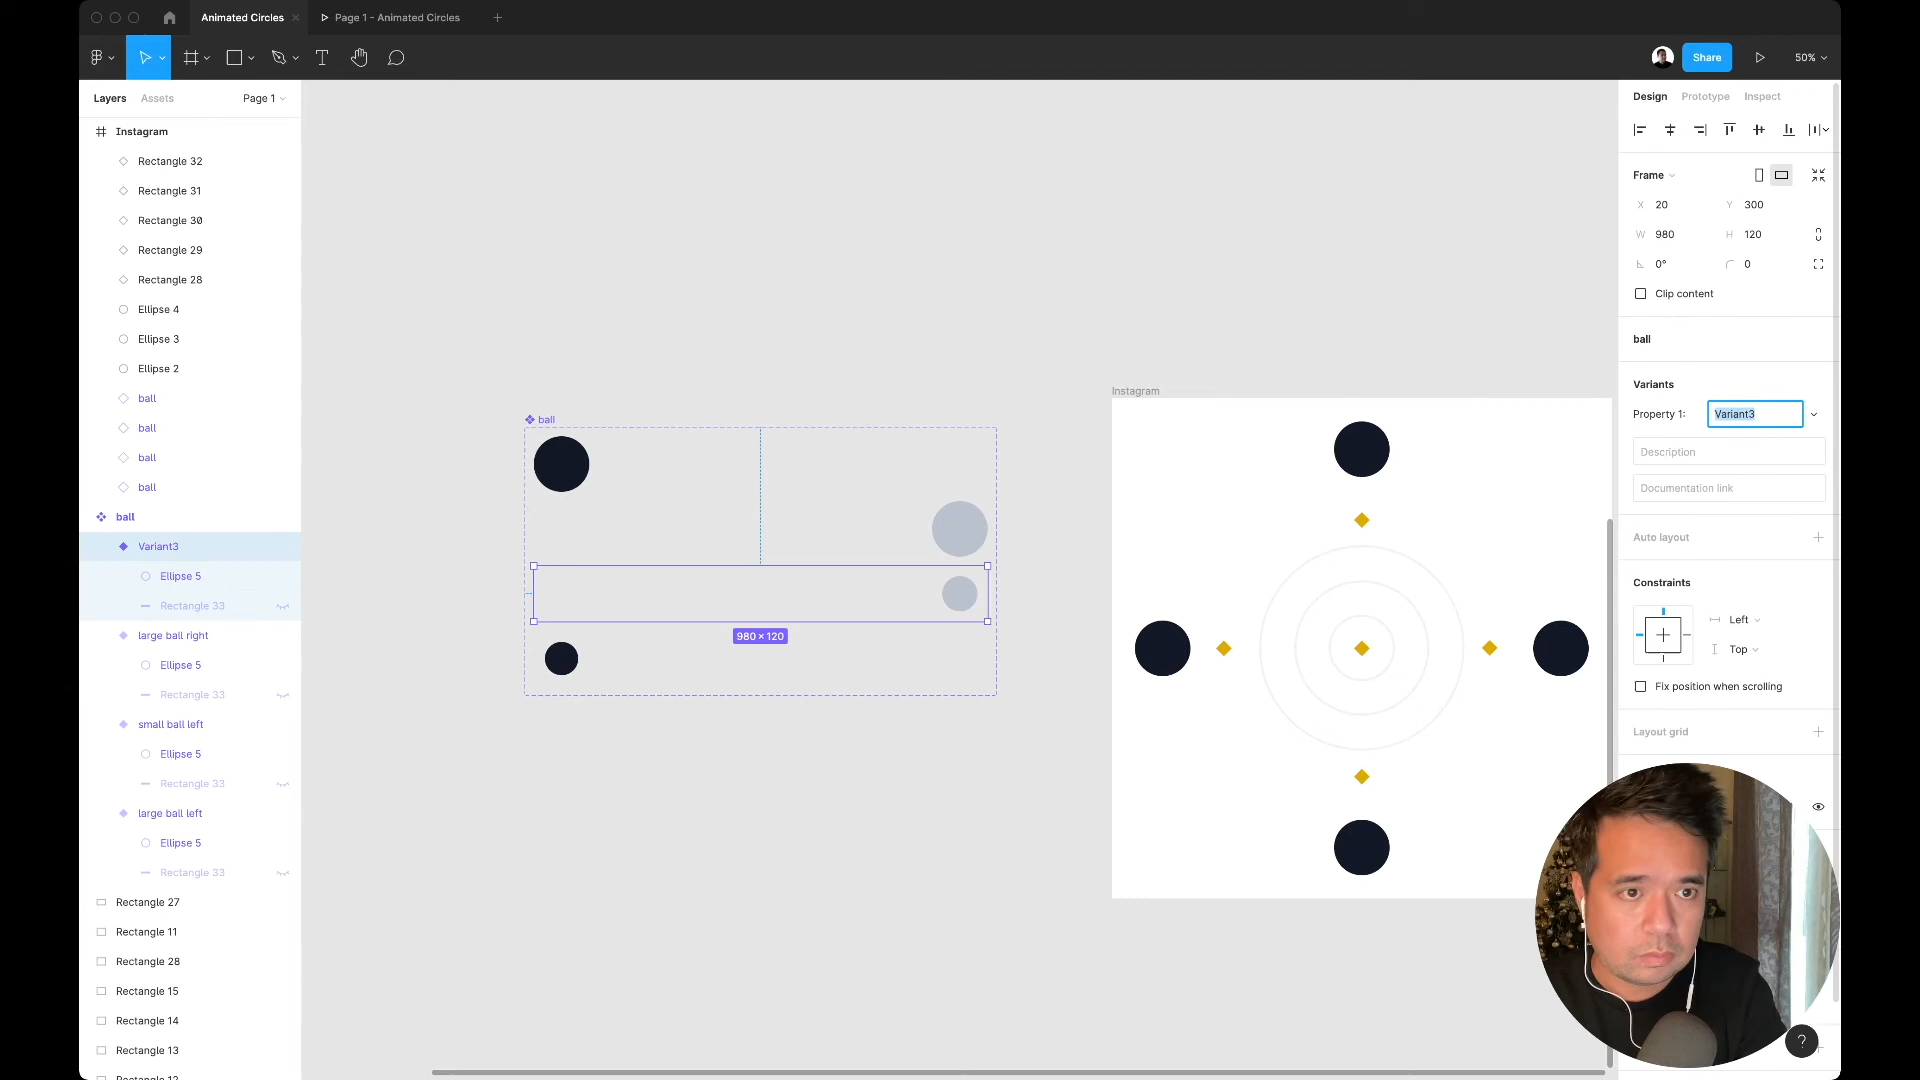 Animated Circles
Page 1 - Animated Circles
Share
50%
Layers
Assets
Page 1
Instagram
Rectangle 32
Rectangle 31
Rectangle 30
Rectangle 29
Rectangle 28
Ellipse 4
Ellipse 3
Ellipse 2
ball
ball
ball
ball
ball
Variant3
Ellipse 5
Rectangle 33
large ball right
Ellipse 5
Rectangle 33
small ball left
Ellipse 5
Rectangle 33
large ball left
Ellipse 5
Rectangle 33
Rectangle 27
Rectangle 11
Rectangle 28
Rectangle 15
Rectangle 14
Rectangle 13
ball
980 × 120
Instagram
Design
Prototype
Inspect
Frame
X 20
Y 300
W 980
H 120
0°
0
Clip content
ball
Variants
Property 1:
Variant3
Description
Documentation link
Auto layout
Constraints
Left
Top
Fix position when scrolling
Layout grid
?